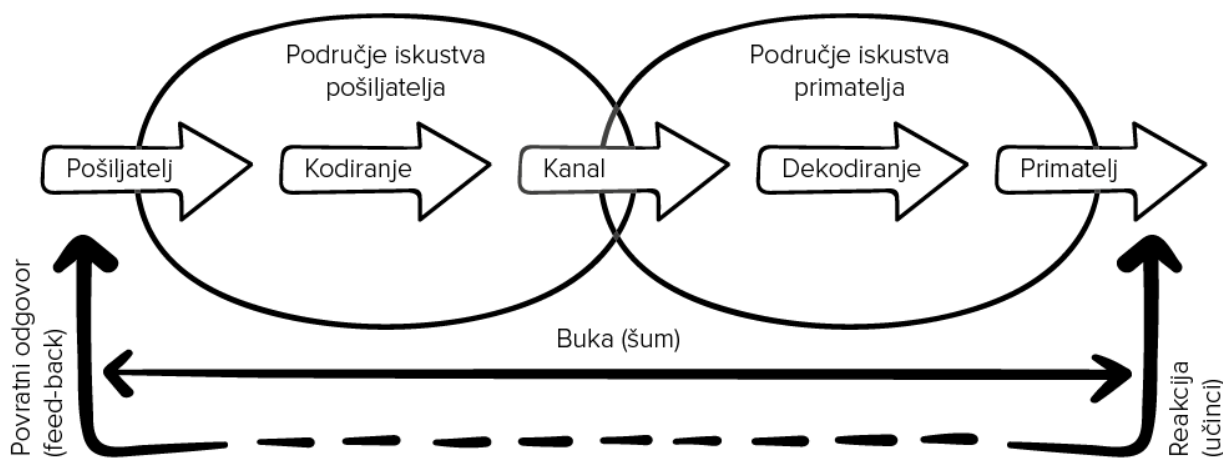 Područje iskustva
pošiljatelja
Područje iskustva
primatelja
Pošiljatelj
Kodiranje
Kanal
Dekodiranje
Primatelj
Buka (šum)
Povratni odgovor
(feed-back)
Reakcija
(učinci)